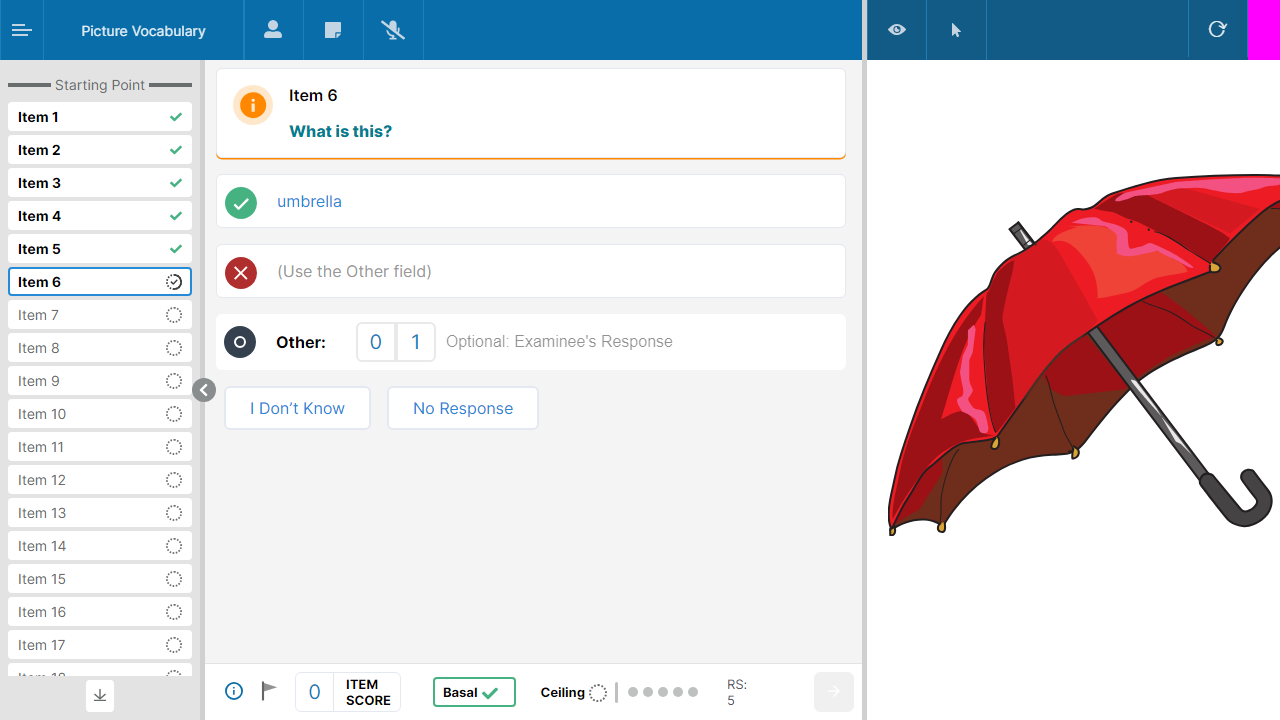 Picture Vocabulary
Starting Point
Item 1
Item 2
Item 3
Item 4
Item 5
Item 6
Item 7
Item 8
Item 9
Item 10
Item 11
Item 12
Item 13
Item 14
Item 15
Item 16
Item 17
Item 18
Item 6
What is this?
umbrella
(Use the Other field)
Other: 0 1 Optional: Examinee's Response
I Don’t Know No Response
0 ITEM SCORE
Basal
Ceiling
RS:
5